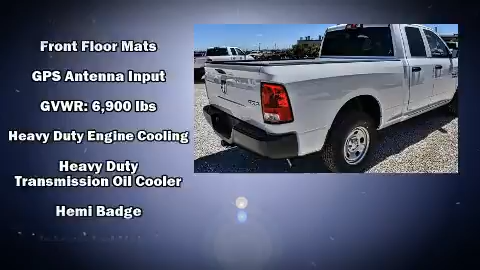 Front Floor Mats
GPS Antenna Input
GVWR: 6,900 lbs
Heavy Duty Engine Cooling
Heavy Duty
Transmission Oil Cooler
Hemi Badge